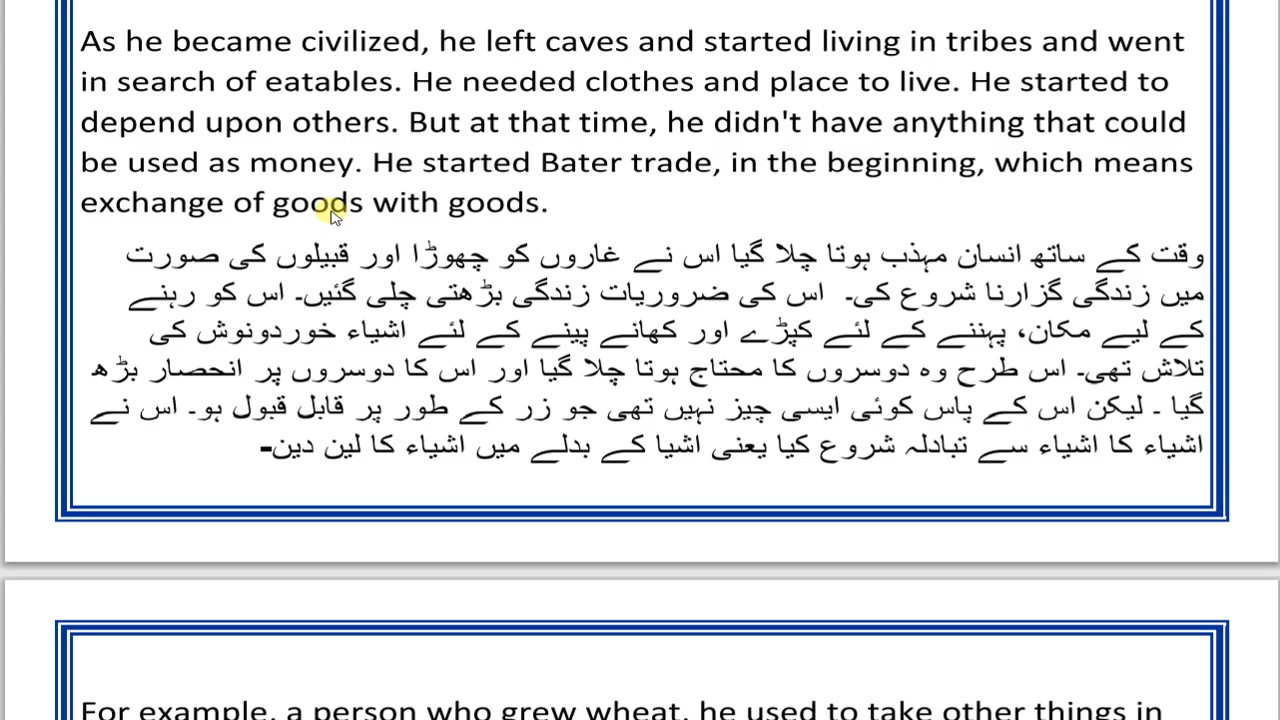 As he became civilized, he left caves and started living in tribes and went
in search of eatables. He needed clothes and place to live. He started to
depend upon others. But at that time, he didn't have anything that could
be used as money. He started Bater trade, in the beginning, which means
exchange of goods with goods.
وقت کے ساتھ انسان مہذب ہوتا چلا گیا اس نے غاروں کو چھوڑا اور قبیلوں کی صورت
میں زندگی گزارنا شروع کی۔ اس کی ضروریات زندگی بڑھتی چلی گئیں۔ اس کو رہنے
کے لیے مکان، پہننے کے لئے کپڑے اور کھانے پینے کے لئے اشیاء خوردونوش کی
تلاش تھی۔ اس طرح وہ دوسروں کا محتاج ہوتا چلا گیا اور اس کا دوسروں پر انحصار بڑھ
گیا ۔ لیکن اس کے پاس کوئی ایسی چیز نہیں تھی جو زر کے طور پر قابل قبول ہو۔ اس نے
اشیاء کا اشیاء سے تبادلہ شروع کیا یعنی اشیا کے بدلے میں اشیاء کا لین دین-
For example, a person who grew wheat, he used to take other things in